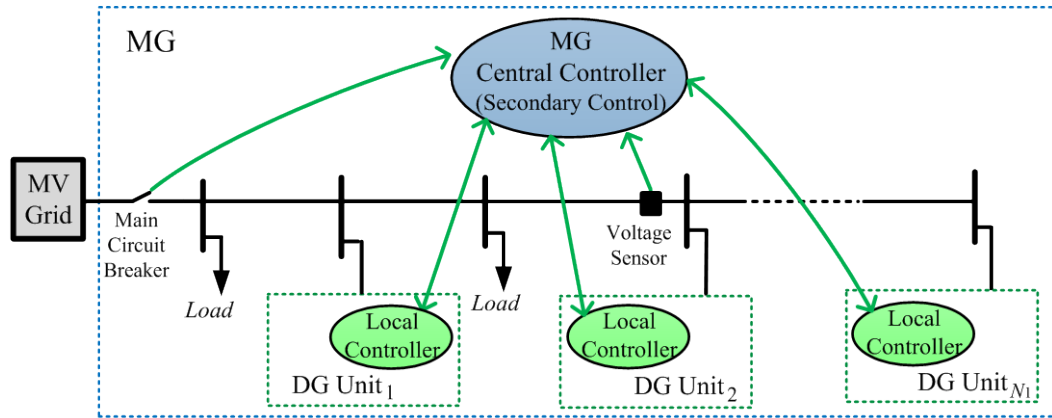 MG
MG
Central Controller
(Secondary Control)
MV
Grid
Main
Circuit
Breaker
Load
Load
Voltage
Sensor
Local
Controller
DG Unit1
Local
Controller
DG Unit2
Local
Controller
DG UnitN1